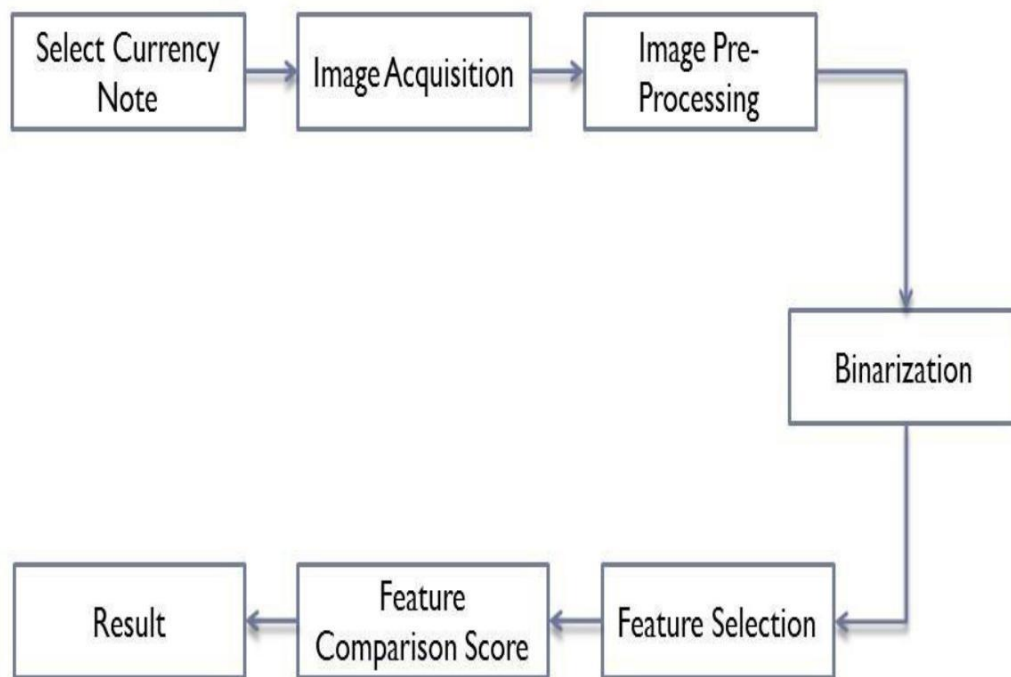 Select Currency
Note
Image Acquisition
Image Pre-
Processing
Binarization
Feature Selection
Feature
Comparison Score
Result